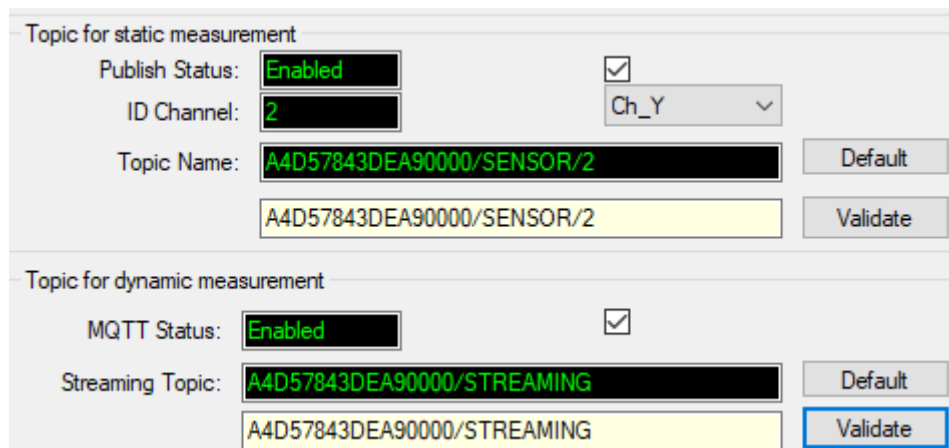 Topic for static measurement
Publish Status: Enabled
ID Channel: 2 Ch_Y
Topic Name: A4D57843DEA90000/SENSOR/2 Default
A4D57843DEA90000/SENSOR/2 Validate
Topic for dynamic measurement
MQTT Status: Enabled
Streaming Topic: A4D57843DEA90000/STREAMING Default
A4D57843DEA90000/STREAMING Validate